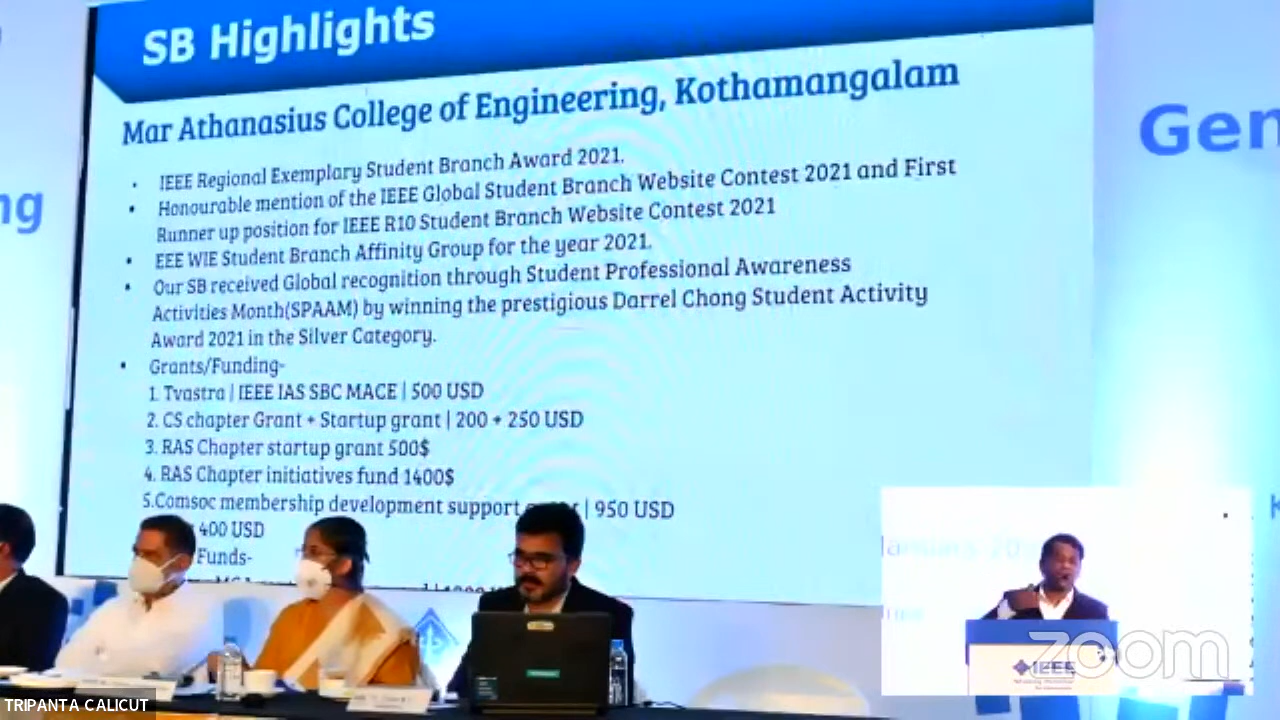 SB Highlights
Mar Athanasius College of Engineering, Kothamangalam
• IEEE Regional Exemplary Student Branch Award 2021.
• Honourable mention of the IEEE Global Student Branch Website Contest 2021 and First
Runner up position for IEEE R10 Student Branch Website Contest 2021
• EEE WIE Student Branch Affinity Group for the year 2021.
• Our SB received Global recognition through Student Professional Awareness
Activities Month(SPAAM) by winning the prestigious Darrel Chong Student Activity
Award 2021 in the Silver Category.
• Grants/Funding-
1. Tvastra | IEEE IAS SBC MACE | 500 USD
2. CS chapter Grant + Startup grant | 200 + 250 USD
3. RAS Chapter startup grant 500$
4. RAS Chapter initiatives fund 1400$
5.Comsoc membership development support | 950 USD
400 USD
Funds-
Gen
ng
zoom
IEEE
TRIPANTA CALICUT